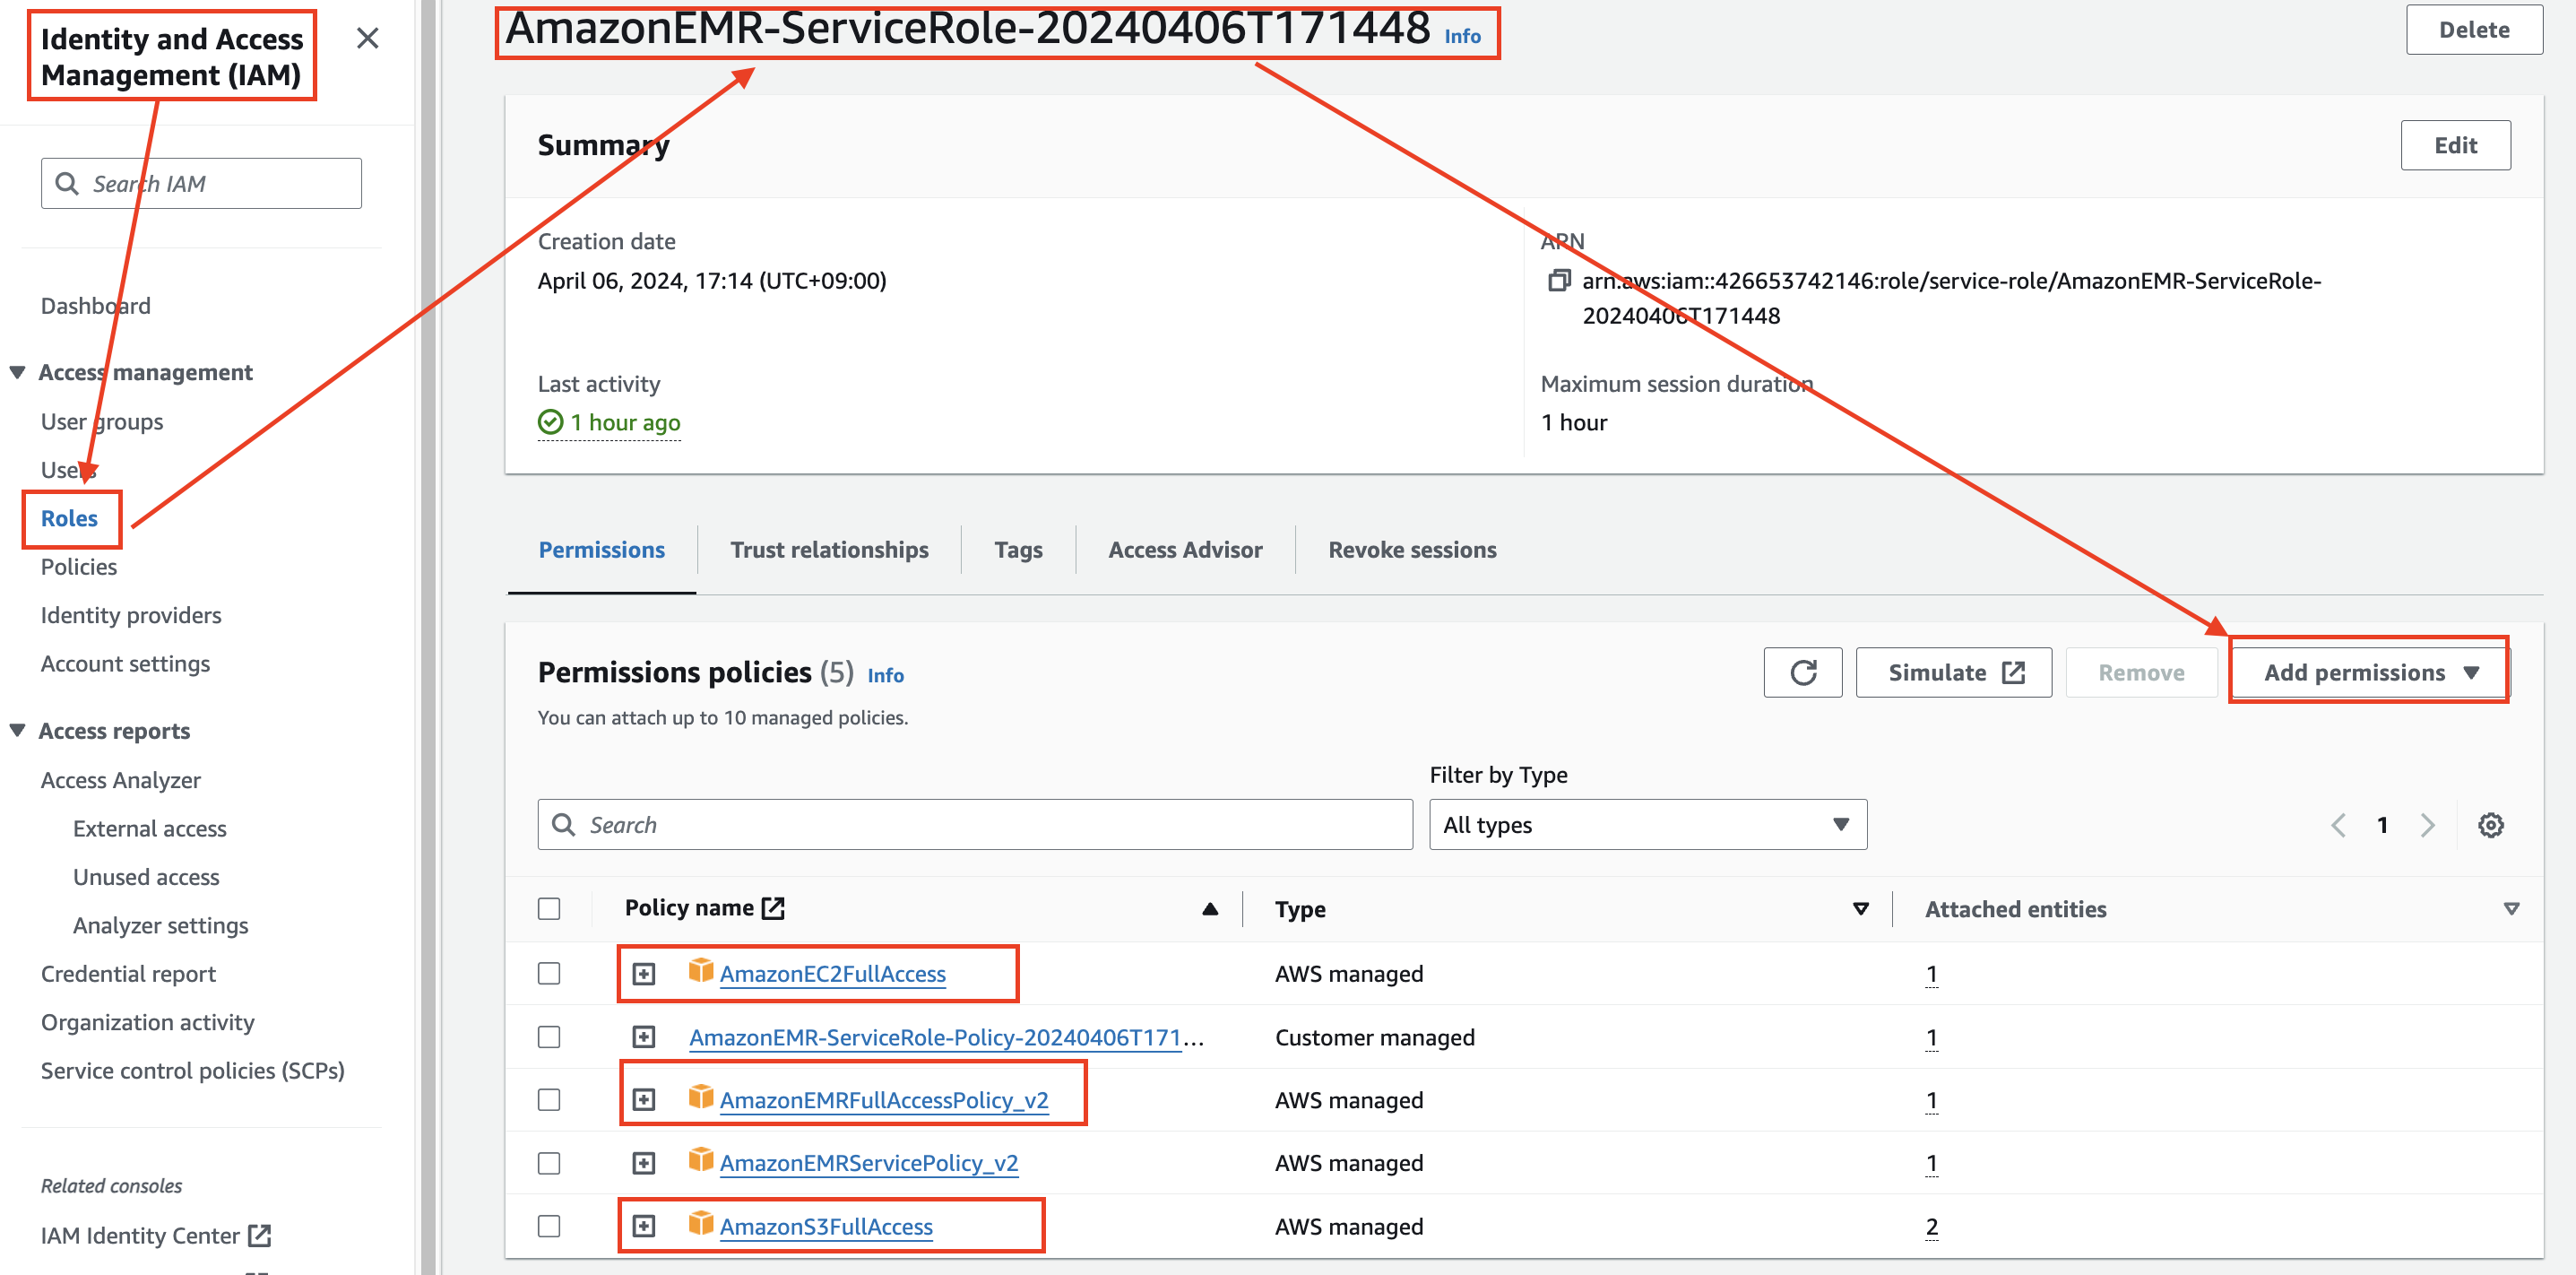 Identity and Access
Management (IAM)
Search IAM
Dashboard
Access management
User groups
Users
Roles
Policies
Identity providers
Account settings
Access reports
Access Analyzer
External access
Unused access
Analyzer settings
Credential report
Organization activity
Service control policies (SCPs)
Related consoles
IAM Identity Center
AmazonEMR-ServiceRole-20240406T171448 Info
Delete
Summary
Edit
Creation date
April 06, 2024, 17:14 (UTC+09:00)
ARN
arn:aws:iam::426653742146:role/service-role/AmazonEMR-ServiceRole-
20240406T171448
Last activity
1 hour ago
Maximum session duration
1 hour
Permissions Trust relationships Tags Access Advisor Revoke sessions
Permissions policies (5) Info
You can attach up to 10 managed policies.
Simulate Remove Add permissions
Filter by Type
Search All types 1
Policy name Type Attached entities
AmazonEC2FullAccess AWS managed 1
AmazonEMR-ServiceRole-Policy-20240406T171... Customer managed 1
AmazonEMRFullAccessPolicy_v2 AWS managed 1
AmazonEMRServicePolicy_v2 AWS managed 1
AmazonS3FullAccess AWS managed 2